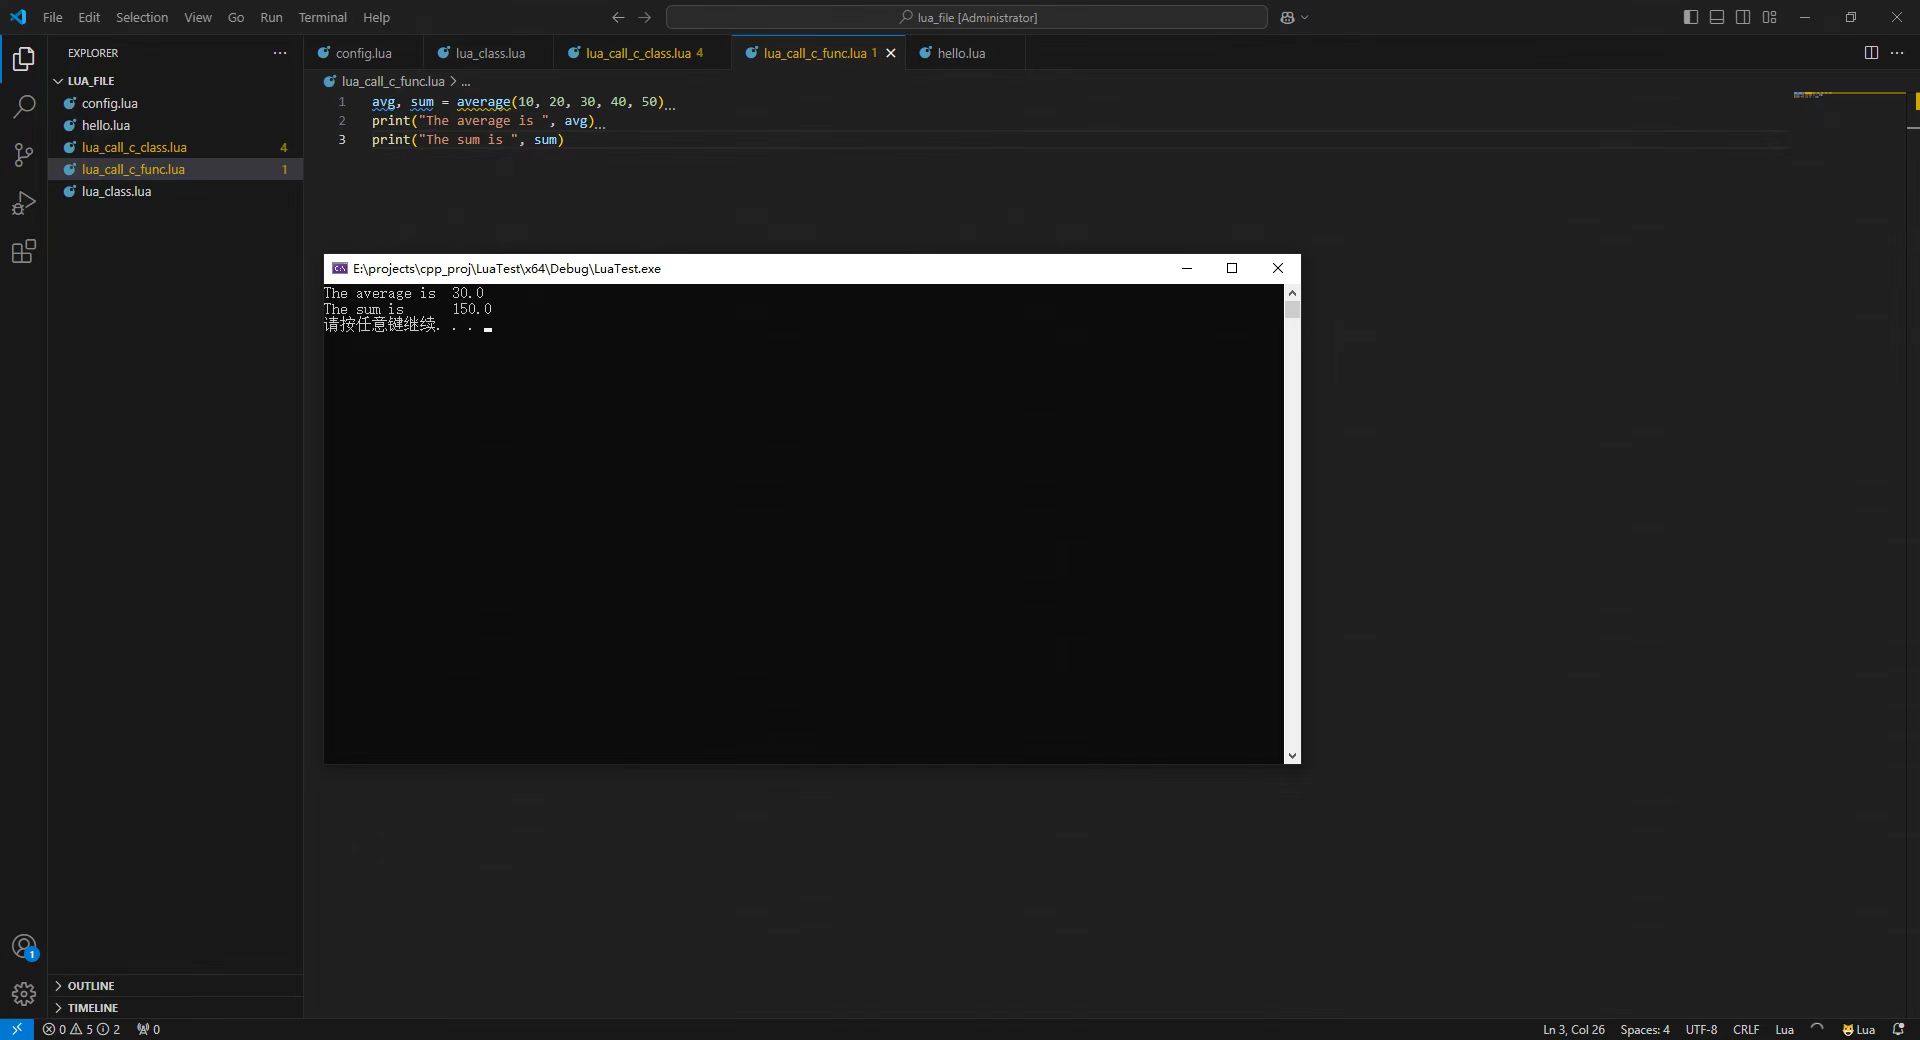 File Edit Selection View Go Run Terminal Help
lua_file [Administrator]
EXPLORER
config.lua
lua_class.lua
lua_call_c_class.lua 4
lua_call_c_func.lua 1
hello.lua
LUA_FILE
config.lua
hello.lua
lua_call_c_class.lua 4
lua_call_c_func.lua 1
lua_class.lua
lua_call_c_func.lua > ...
1 avg, sum = average(10, 20, 30, 40, 50)
2 print("The average is ", avg)
3 print("The sum is ", sum)
E:\projects\cpp_proj\LuaTest\x64\Debug\LuaTest.exe
The average is 30.0
The sum is 150.0
请按任意键继续. . .
1
OUTLINE
TIMELINE
0 5 2 0
Ln 3, Col 26 Spaces: 4 UTF-8 CRLF Lua Lua